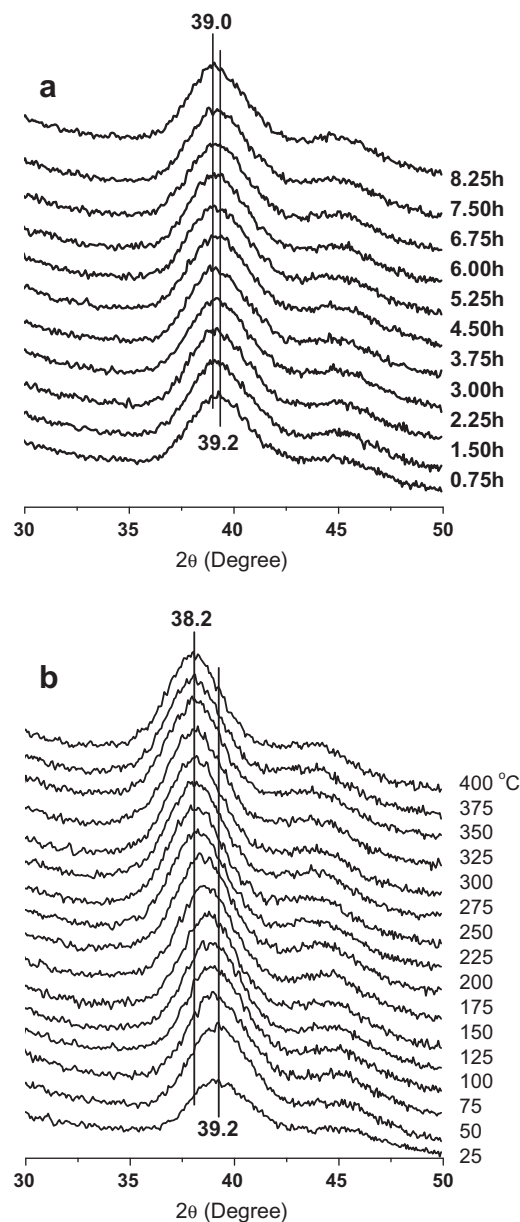 39.0
a
8.25h
7.50h
6.75h
6.00h
5.25h
4.50h
3.75h
3.00h
2.25h
1.50h
0.75h
39.2
30 35 40 45 50
2θ (Degree)
38.2
b
400 °C
375
350
325
300
275
250
225
200
175
150
125
100
75
50
25
39.2
30 35 40 45 50
2θ (Degree)